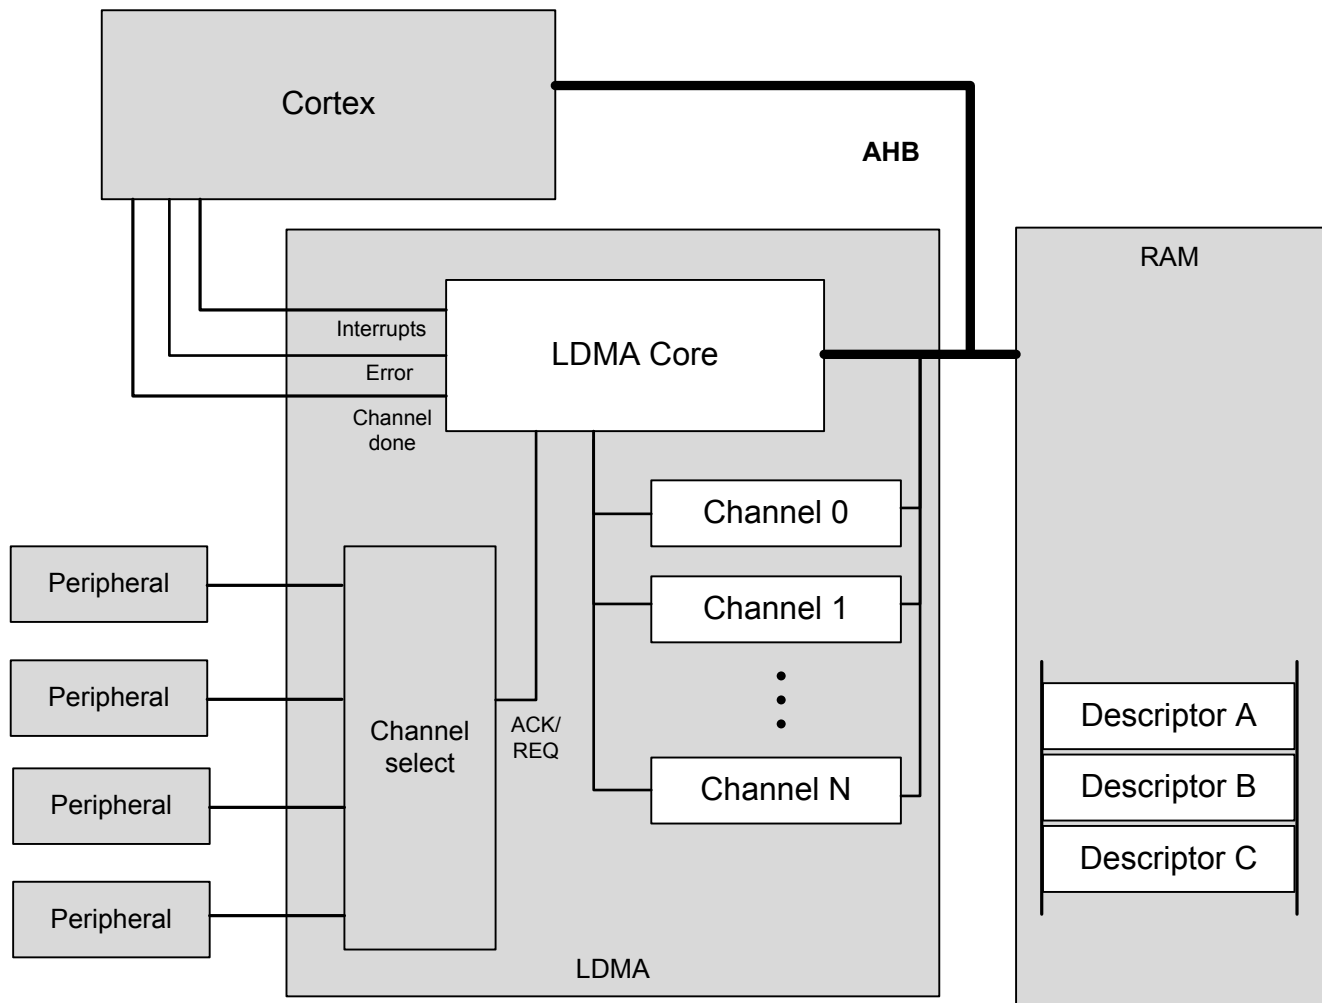 Cortex
AHB
RAM
Interrupts
LDMA Core
Error
Channel
done
Channel 0
Peripheral
Channel 1
Peripheral
Channel
select
ACK/
REQ
Descriptor A
Peripheral
Channel N
Descriptor B
Descriptor C
Peripheral
LDMA